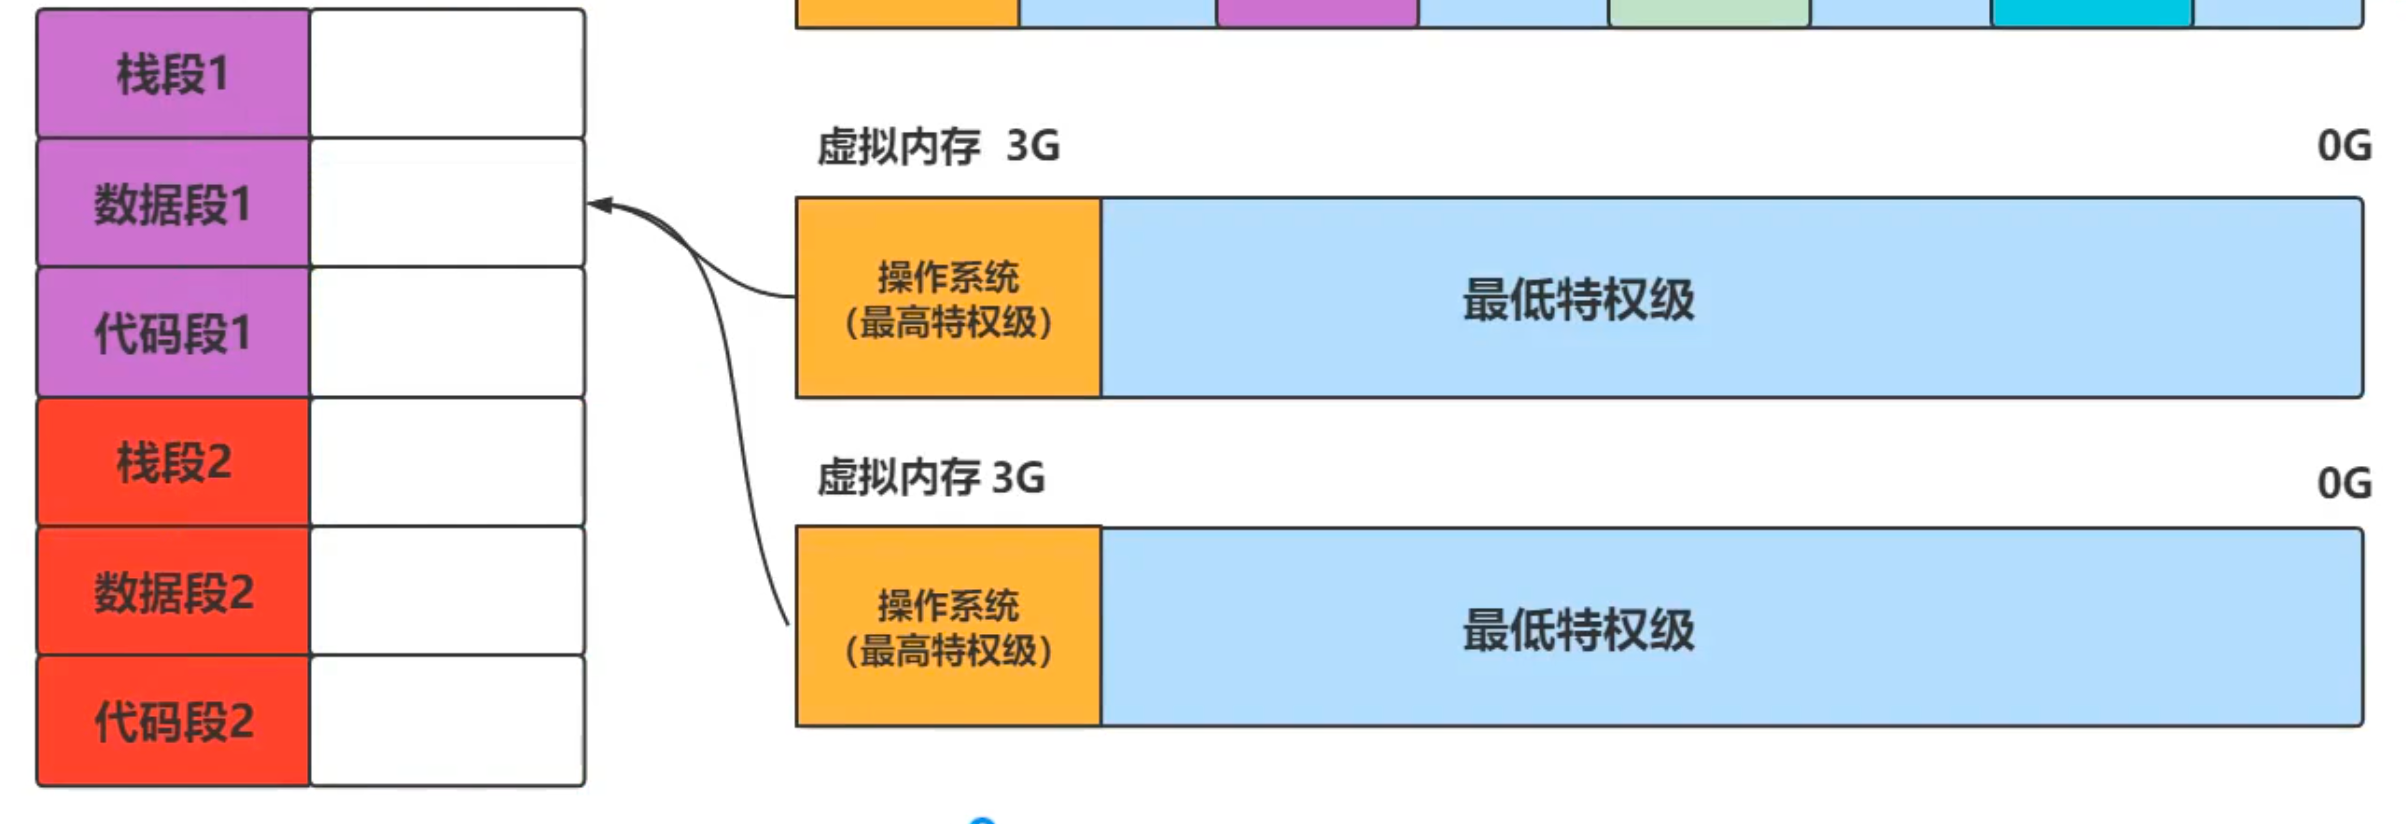 栈段1
数据段1
代码段1
栈段2
数据段2
代码段2
虚拟内存 3G
0G
操作系统
（最高特权级）
最低特权级
虚拟内存 3G
0G
操作系统
（最高特权级）
最低特权级